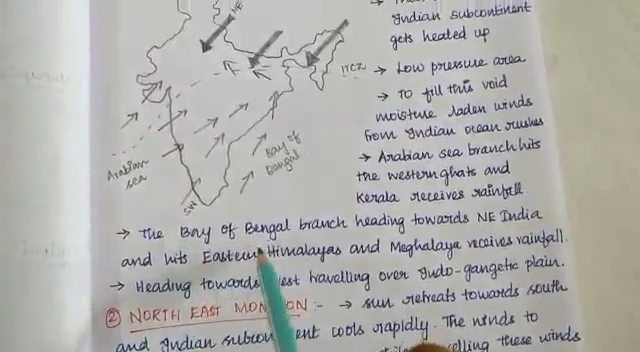 NE
Indian subcontinent
gets heated up
→ Low pressure area
→ To fill this void
moisture laden winds
from Indian ocean rushes
→ Arabian sea branch hits
the western ghats and
Kerala receives rainfall.
ITCZ
Arabian
sea
Bay of
Bengal
SW
→ The Bay of Bengal branch heading towards NE India
and hits Eastern Himalayas and Meghalaya receives rainfall.
→ Heading towards west travelling over Indo-gangetic plain.
② NORTH EAST MONSOON :- → Sun retreats towards south
and Indian subcontinent cools rapidly. The winds to
these winds